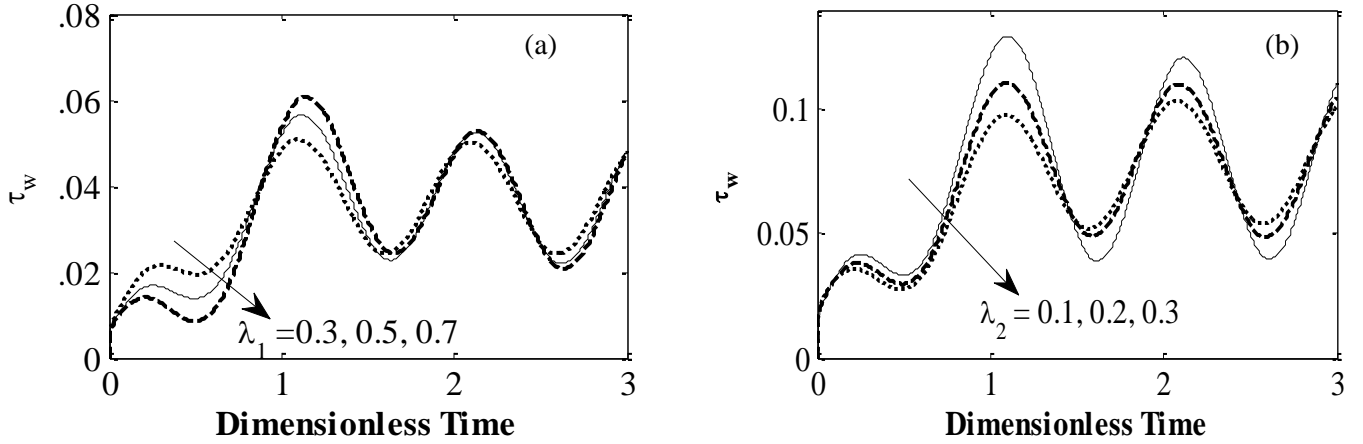 .08
.06
.04
.02
0
τw
(a)
λ1 =0.3, 0.5, 0.7
0 1 2 3
Dimensionless Time
0.1
0.05
0
τw
(b)
λ2 = 0.1, 0.2, 0.3
0 1 2 3
Dimensionless Time